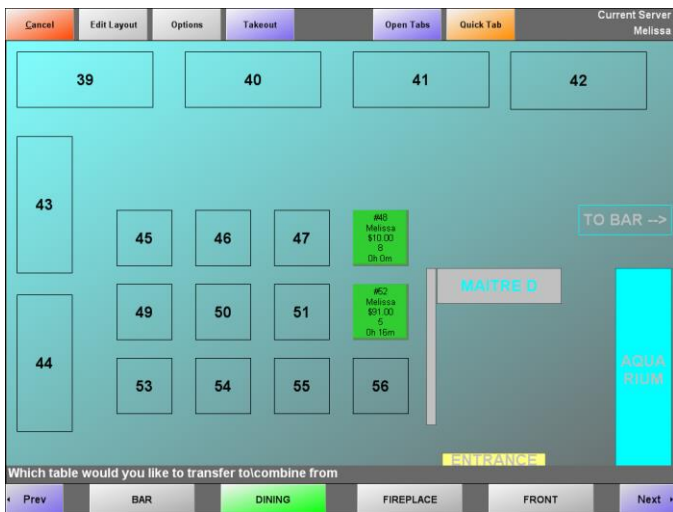 Cancel
Edit Layout
Options
Takeout
Open Tabs
Quick Tab
Current Server
Melissa
39
40
41
42
43
44
45
46
47
#48
Melissa
$10.00
8
0h 0m
TO BAR -->
49
50
51
#52
Melissa
$91.00
5
0h 16m
MAITRE D
AQUA
RIUM
53
54
55
56
ENTRANCE
Which table would you like to transfer to\combine from
Prev
BAR
DINING
FIREPLACE
FRONT
Next